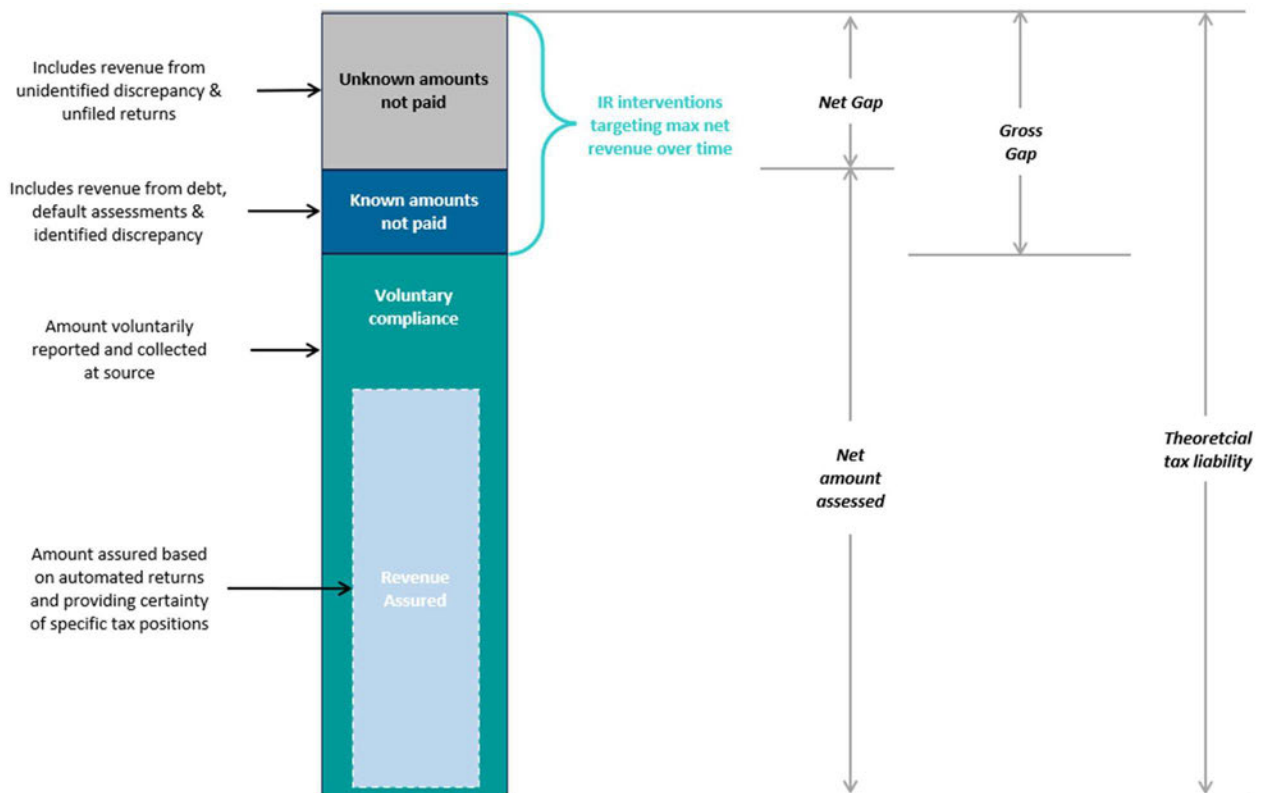 Includes revenue from
unidentified discrepancy &
unfiled returns
Unknown amounts
not paid
IR interventions
targeting max net
revenue over time
Net Gap
Gross
Gap
Includes revenue from debt,
default assessments &
identified discrepancy
Known amounts
not paid
Voluntary
compliance
Amount voluntarily
reported and collected
at source
Net
amount
assessed
Theoretcial
tax liability
Amount assured based
on automated returns
and providing certainty
of specific tax positions
Revenue
Assured